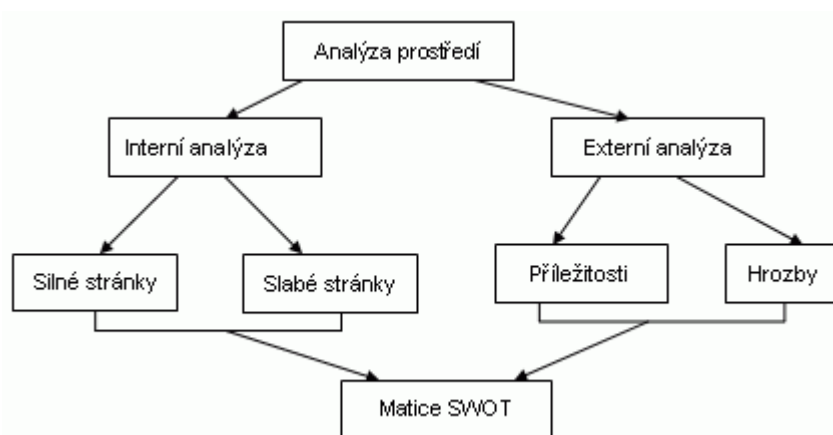 Analýza prostředí
Interní analýza
Externí analýza
Silné stránky
Slabé stránky
Příležitosti
Hrozby
Matice SWOT